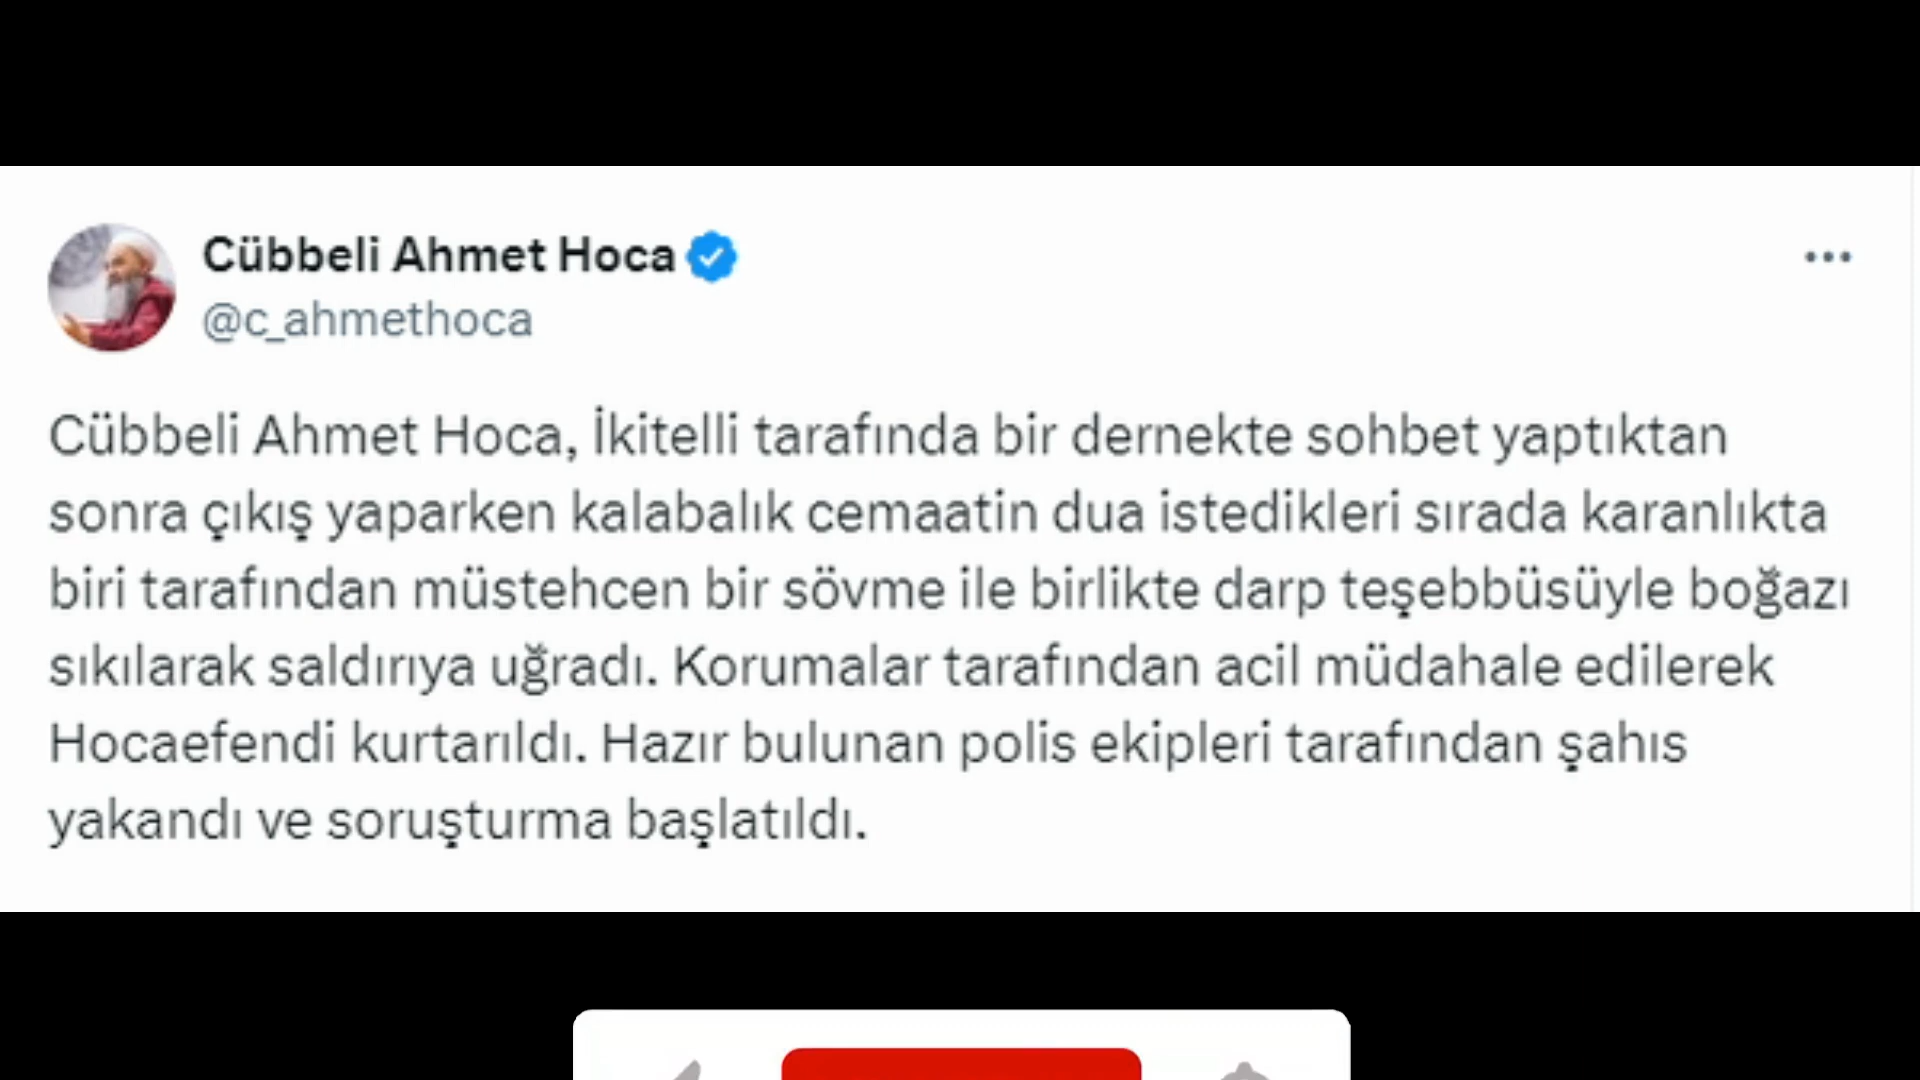 Cübbeli Ahmet Hoca
@c_ahmethoca
Cübbeli Ahmet Hoca, İkitelli tarafında bir dernekte sohbet yaptıktan
sonra çıkış yaparken kalabalık cemaatin dua istedikleri sırada karanlıkta
biri tarafından müstehcen bir sövme ile birlikte darp teşebbüsüyle boğazı
sıkılarak saldırıya uğradı. Korumalar tarafından acil müdahale edilerek
Hocaefendi kurtarıldı. Hazır bulunan polis ekipleri tarafından şahıs
yakandı ve soruşturma başlatıldı.